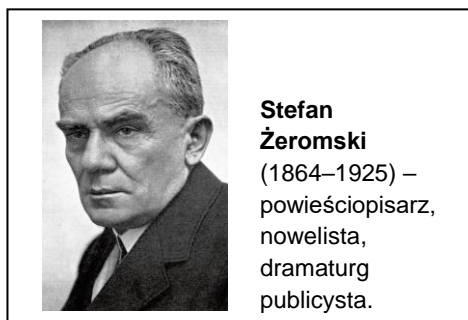 Stefan
Żeromski
(1864–1925) –
powieściopisarz,
nowelista,
dramaturg
publicysta.